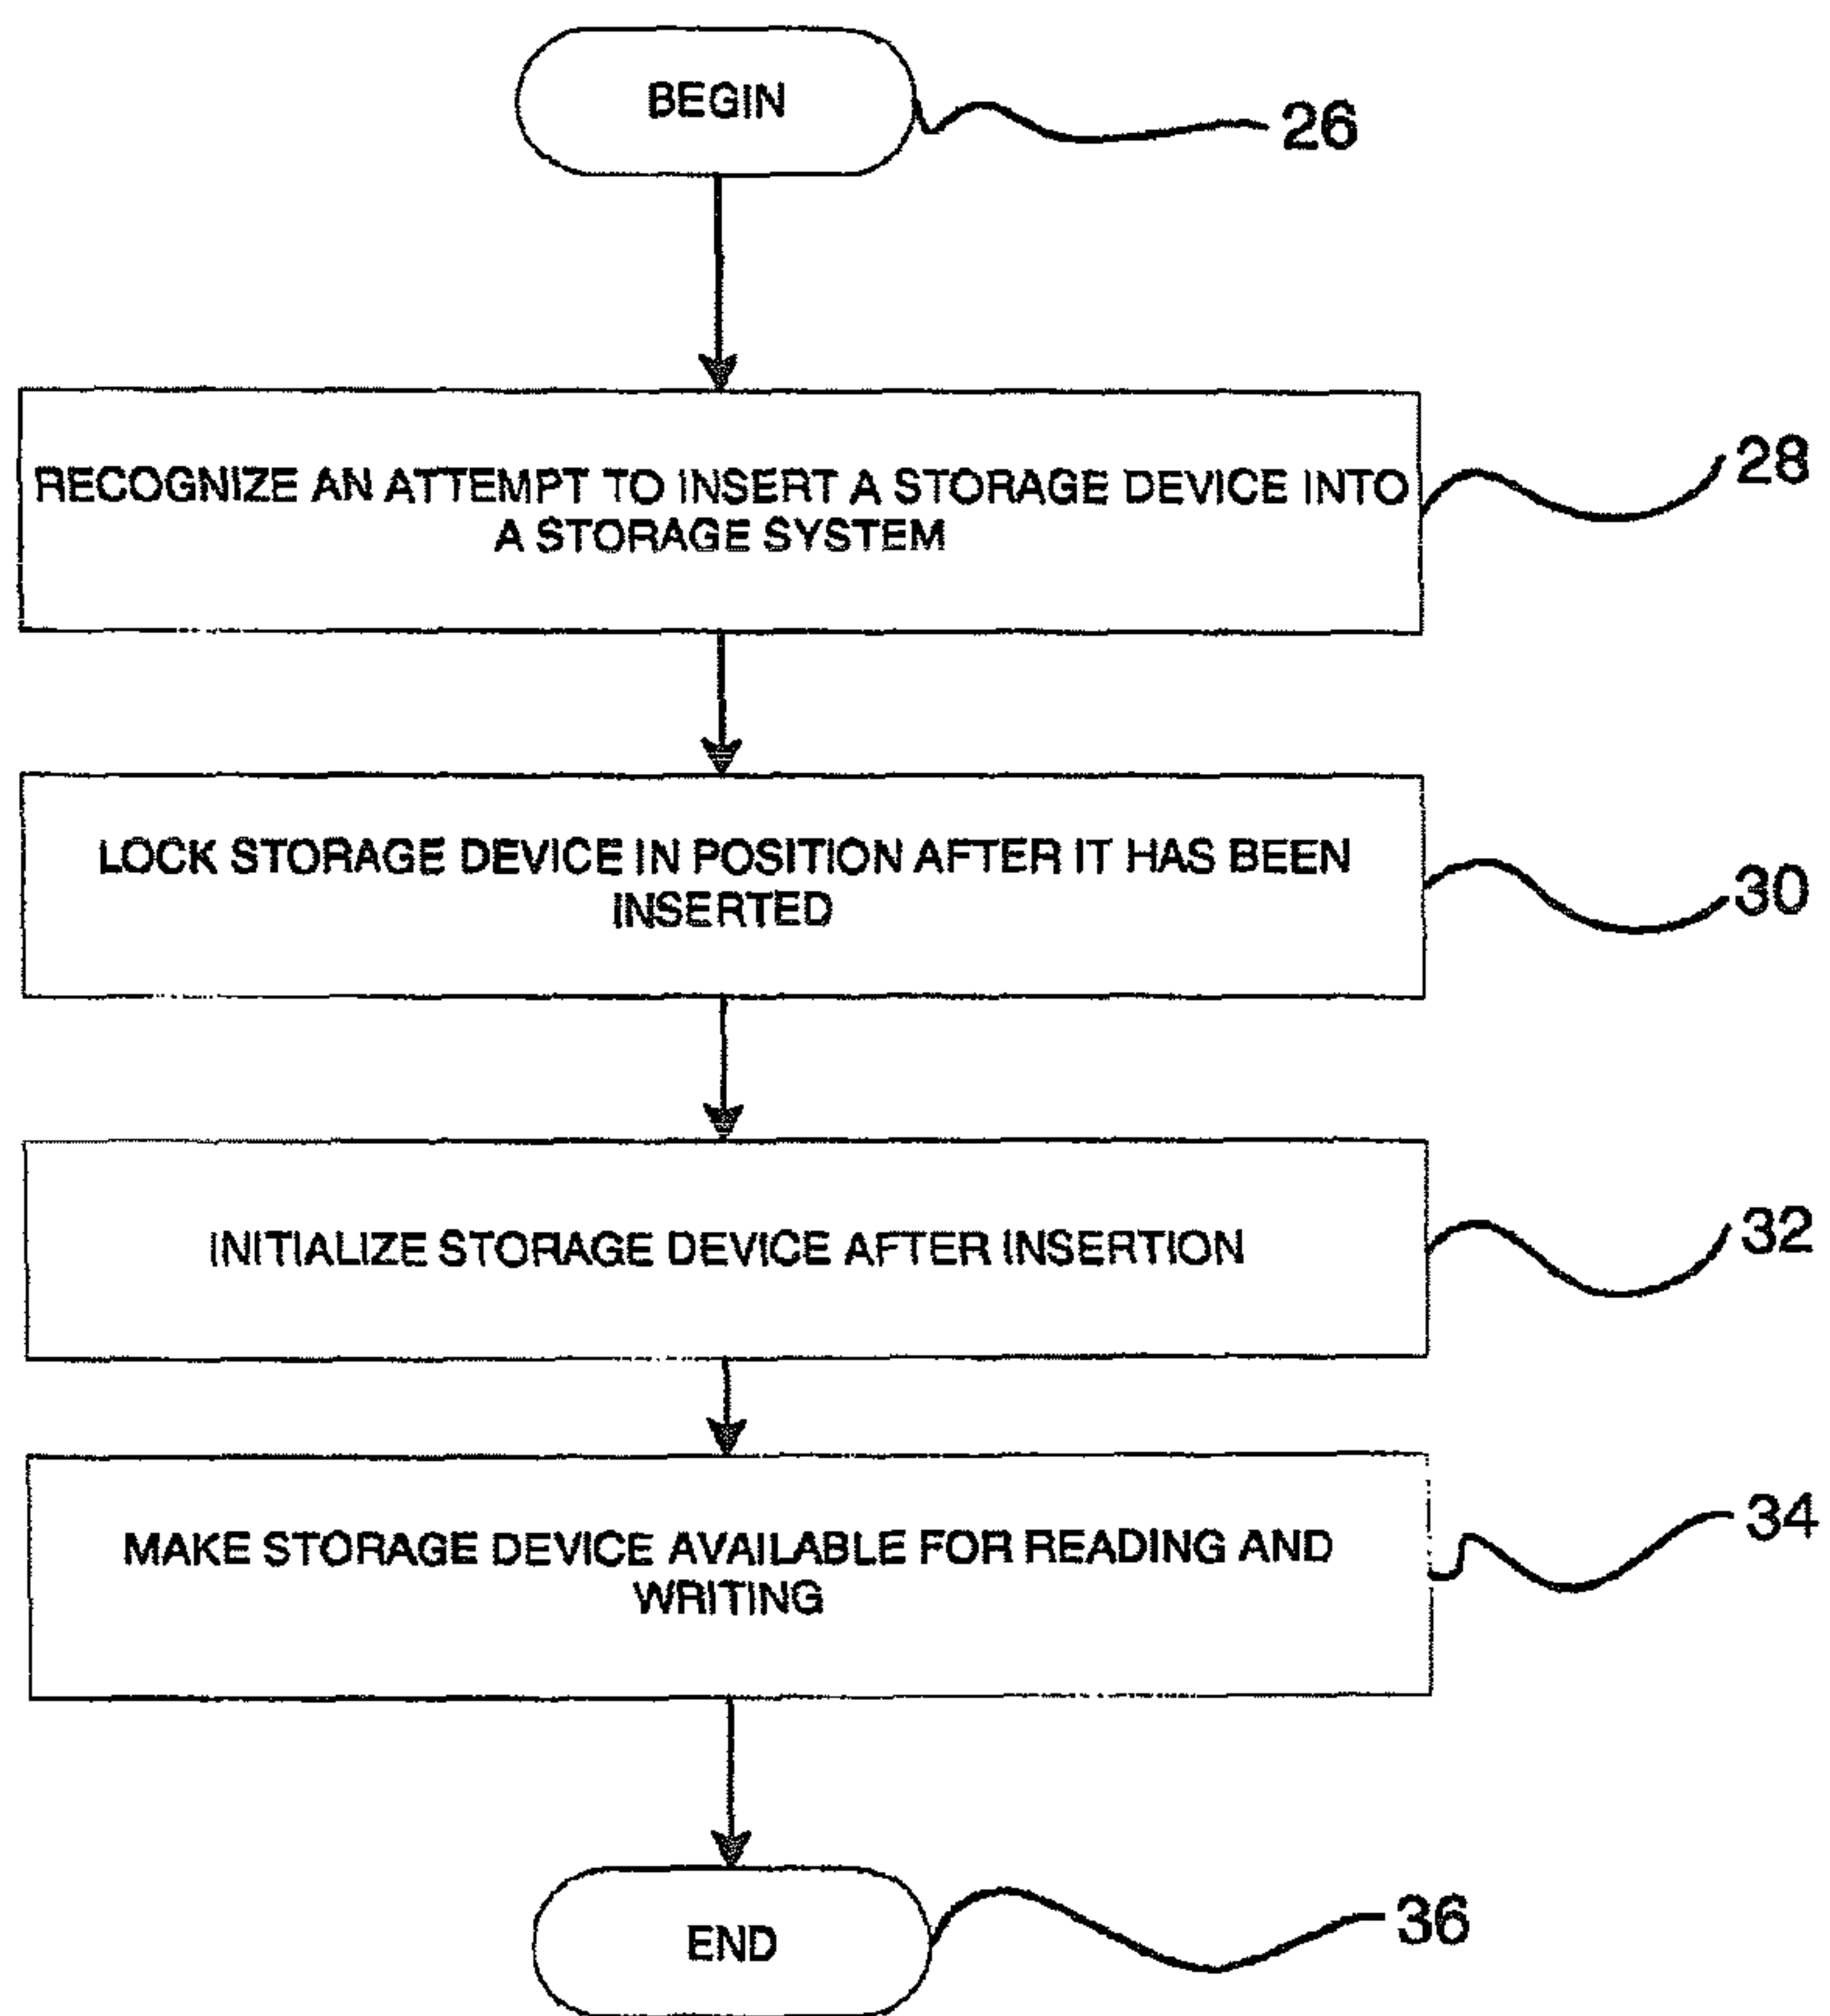 BEGIN
26
RECOGNIZE AN ATTEMPT TO INSERT A STORAGE DEVICE INTO
A STORAGE SYSTEM
28
LOCK STORAGE DEVICE IN POSITION AFTER IT HAS BEEN
INSERTED
30
INITIALIZE STORAGE DEVICE AFTER INSERTION
32
MAKE STORAGE DEVICE AVAILABLE FOR READING AND
WRITING
34
END
36